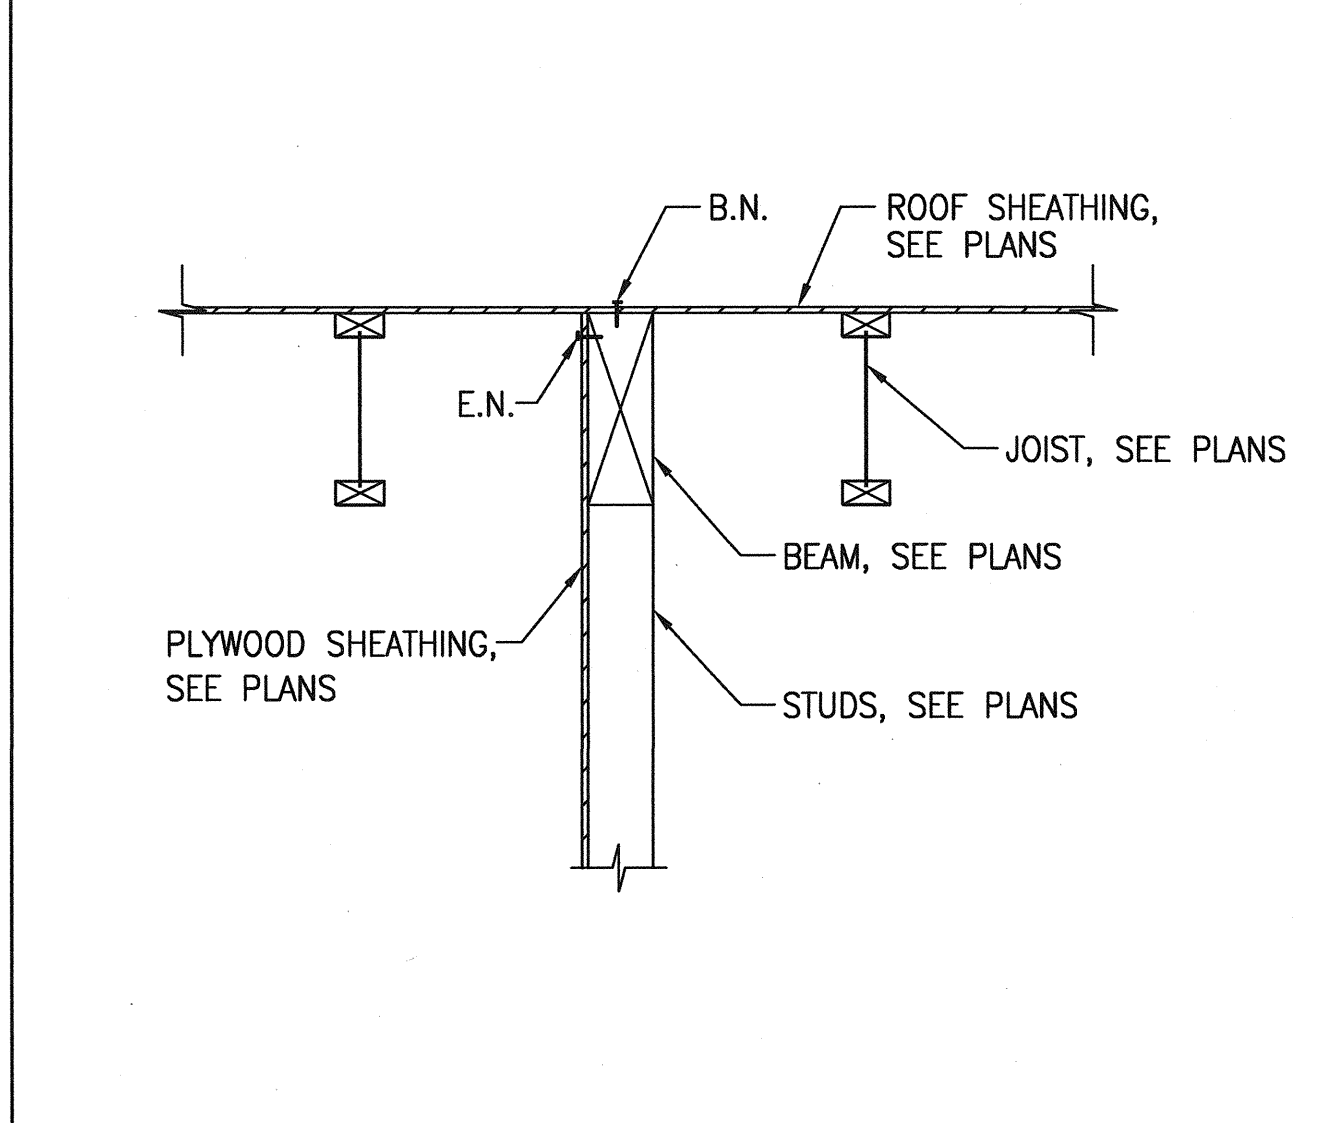 B.N.
ROOF SHEATHING,
SEE PLANS
E.N.
JOIST, SEE PLANS
BEAM, SEE PLANS
PLYWOOD SHEATHING,
SEE PLANS
STUDS, SEE PLANS